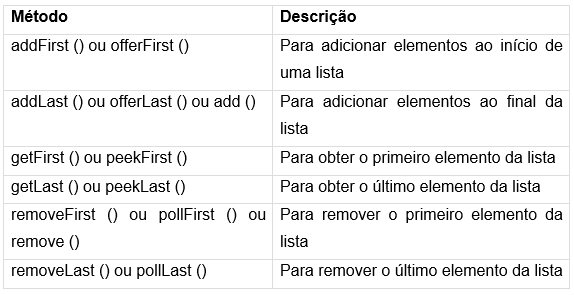 Método
Descrição
addFirst () ou offerFirst ()
Para adicionar elementos ao início de
uma lista
addLast () ou offerLast () ou add ()
Para adicionar elementos ao final da
lista
getFirst () ou peekFirst ()
Para obter o primeiro elemento da lista
getLast () ou peekLast ()
Para obter o último elemento da lista
removeFirst () ou pollFirst () ou
remove ()
Para remover o primeiro elemento da
lista
removeLast () ou pollLast ()
Para remover o último elemento da lista